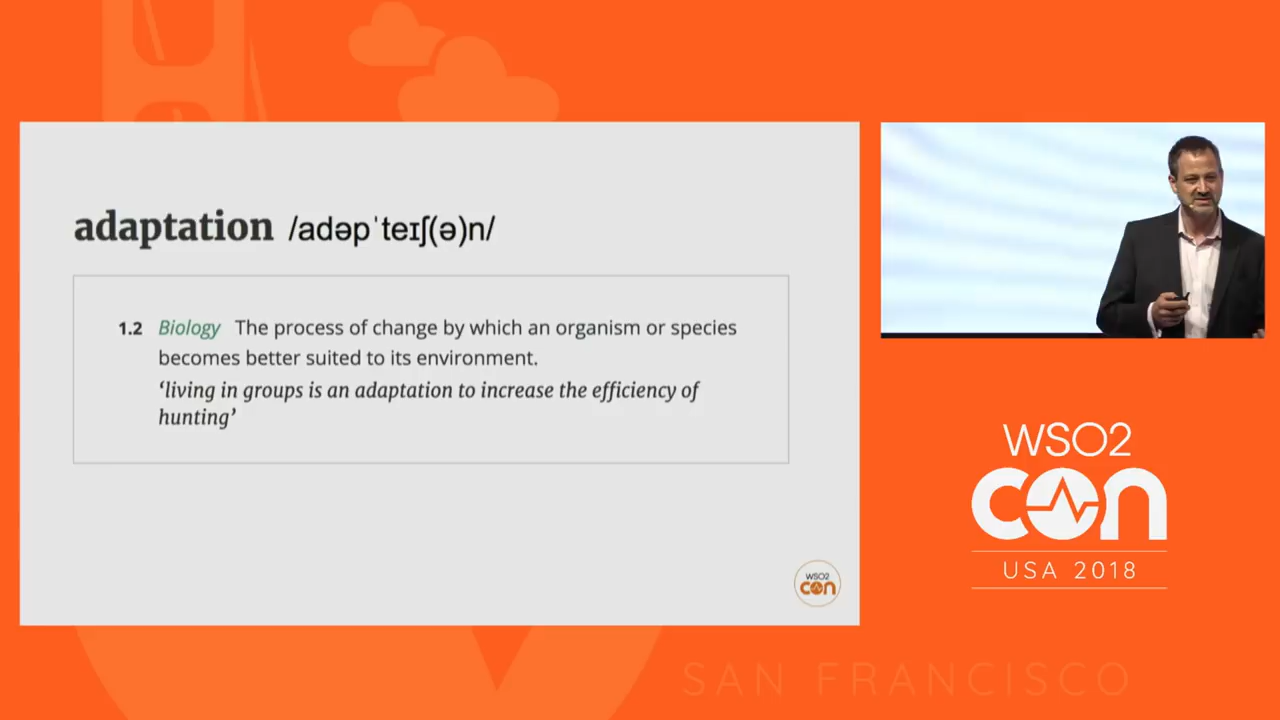 adaptation /adəpˈteɪʃ(ə)n/
1.2 Biology The process of change by which an organism or species
becomes better suited to its environment.
‘living in groups is an adaptation to increase the efficiency of
hunting’
WSO2
con
WSO2
con
USA 2018
SAN FRANCISCO